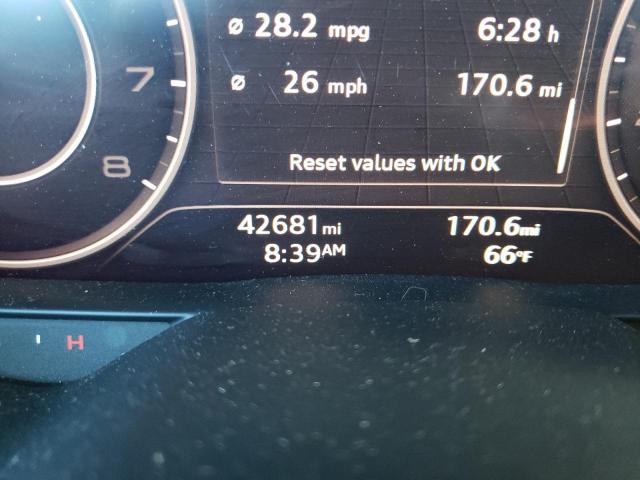 Ø 28.2 mpg 6:28 h
7
Ø 26 mph 170.6 mi
8
Reset values with OK
42681 mi 170.6 mi
8:39 AM 66°F
H